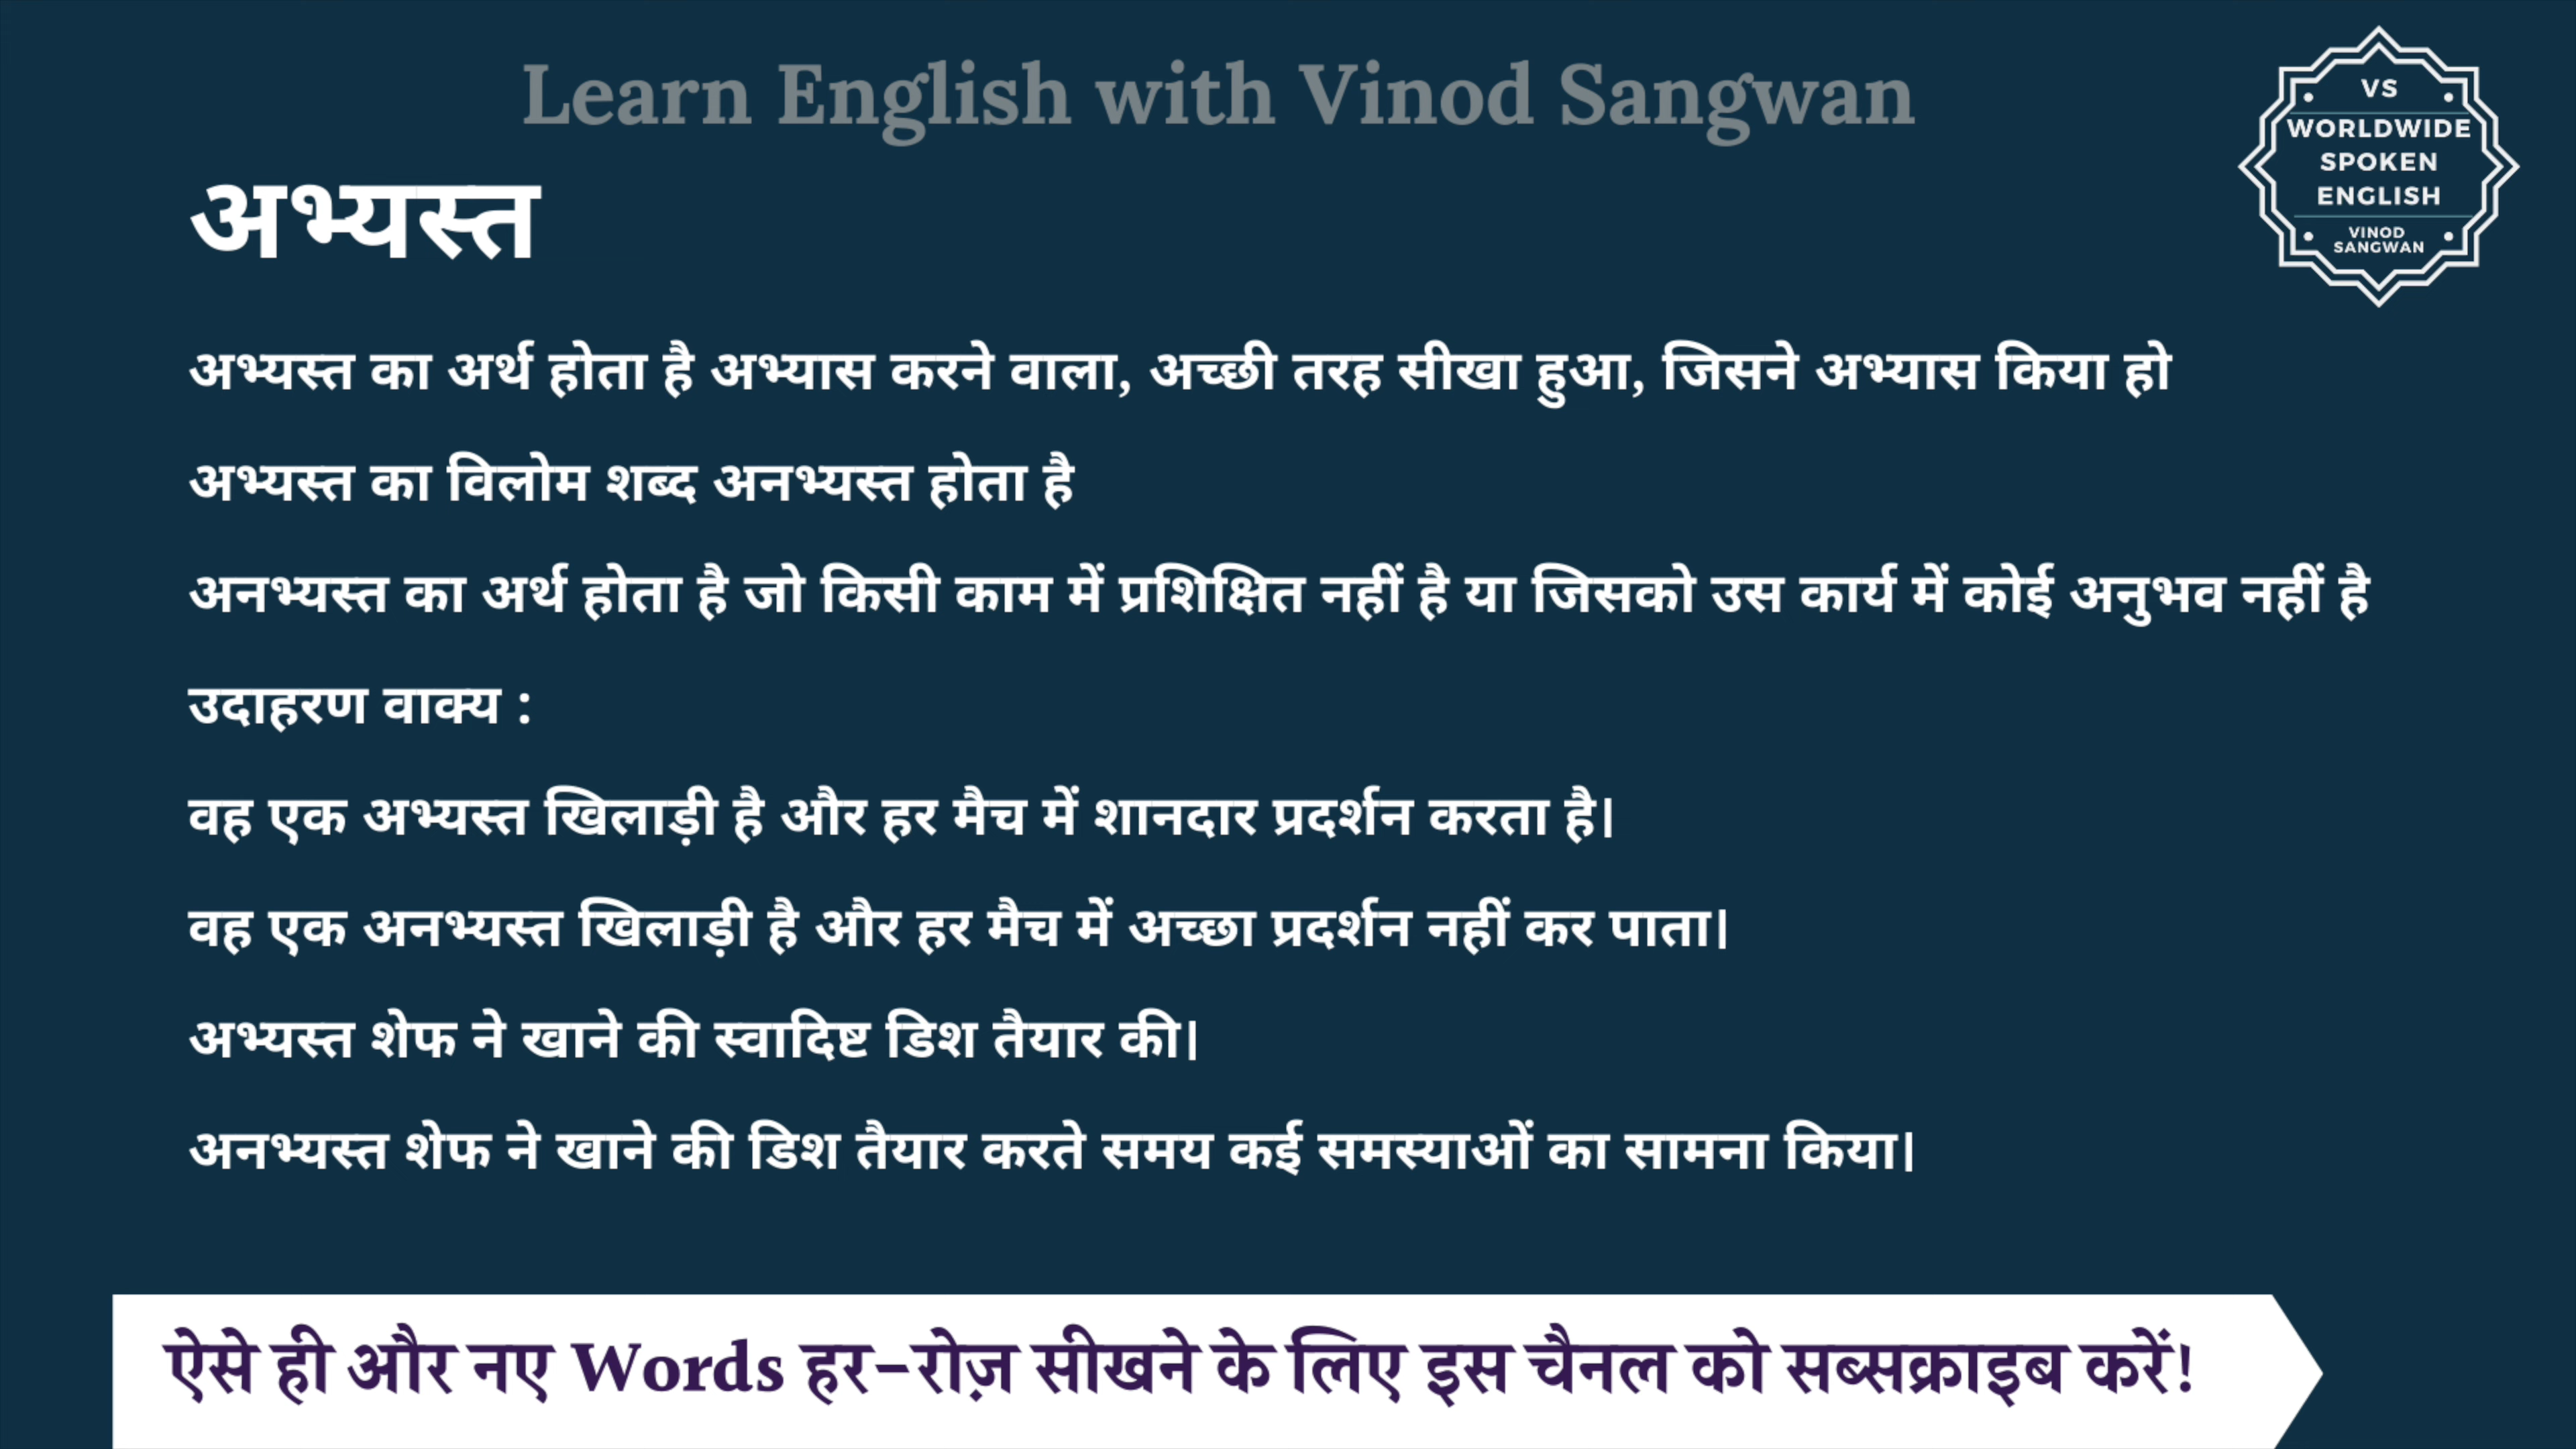 Learn English with Vinod Sangwan
VS
WORLDWIDE
SPOKEN
ENGLISH
VINOD
SANGWAN
अभ्यस्त
अभ्यस्त का अर्थ होता है अभ्यास करने वाला, अच्छी तरह सीखा हुआ, जिसने अभ्यास किया हो
अभ्यस्त का विलोम शब्द अनभ्यस्त होता है
अनभ्यस्त का अर्थ होता है जो किसी काम में प्रशिक्षित नहीं है या जिसको उस कार्य में कोई अनुभव नहीं है
उदाहरण वाक्य :
वह एक अभ्यस्त खिलाड़ी है और हर मैच में शानदार प्रदर्शन करता है।
वह एक अनभ्यस्त खिलाड़ी है और हर मैच में अच्छा प्रदर्शन नहीं कर पाता।
अभ्यस्त शेफ ने खाने की स्वादिष्ट डिश तैयार की।
अनभ्यस्त शेफ ने खाने की डिश तैयार करते समय कई समस्याओं का सामना किया।
ऐसे ही और नए Words हर-रोज़ सीखने के लिए इस चैनल को सब्सक्राइब करें!